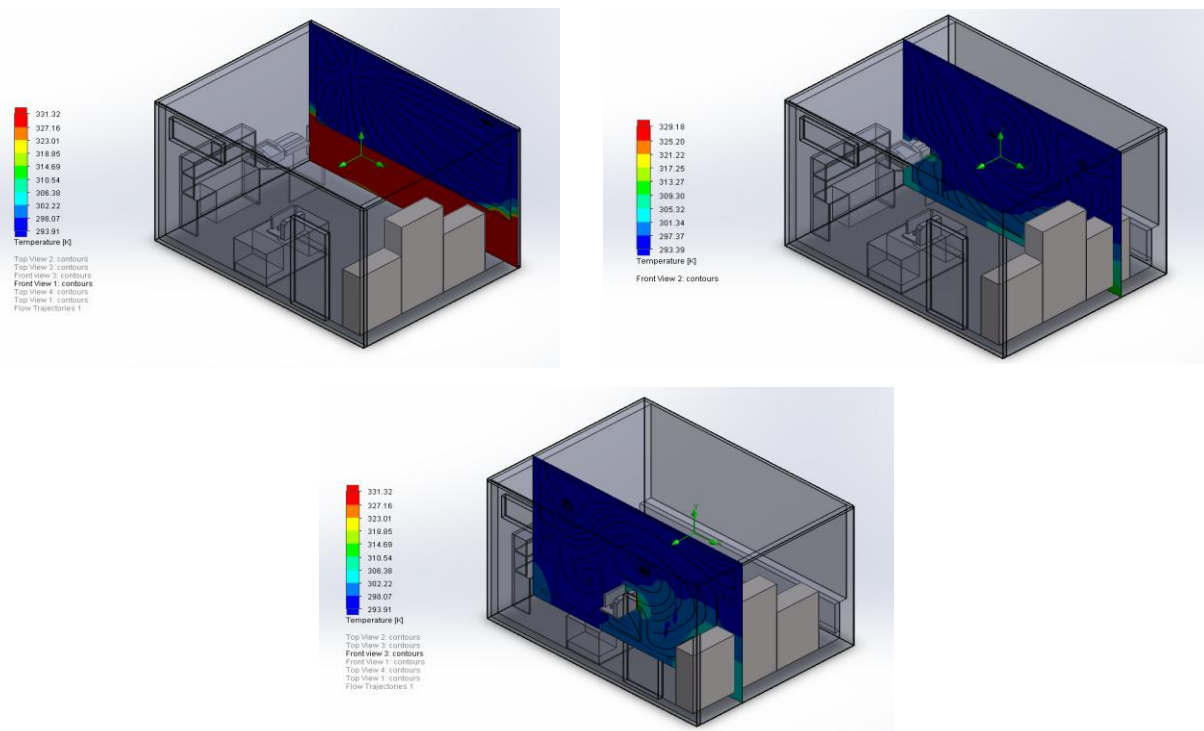 331.32
327.16
323.01
318.85
314.69
310.54
306.38
302.22
298.07
293.91
Temperature [K]
Top View 2: contours
Top View 3: contours
Front view 3: contours
Front View 1: contours
Top View 4: contours
Top View 1: contours
Flow Trajectories 1
329.18
325.20
321.22
317.25
313.27
309.30
305.32
301.34
297.37
293.39
Temperature [K]
Front View 2: contours
331.32
327.16
323.01
318.85
314.69
310.54
306.38
302.22
298.07
293.91
Temperature [K]
Top View 2: contours
Top View 3: contours
Front view 3: contours
Front View 1: contours
Top View 4: contours
Top View 1: contours
Flow Trajectories 1
Y